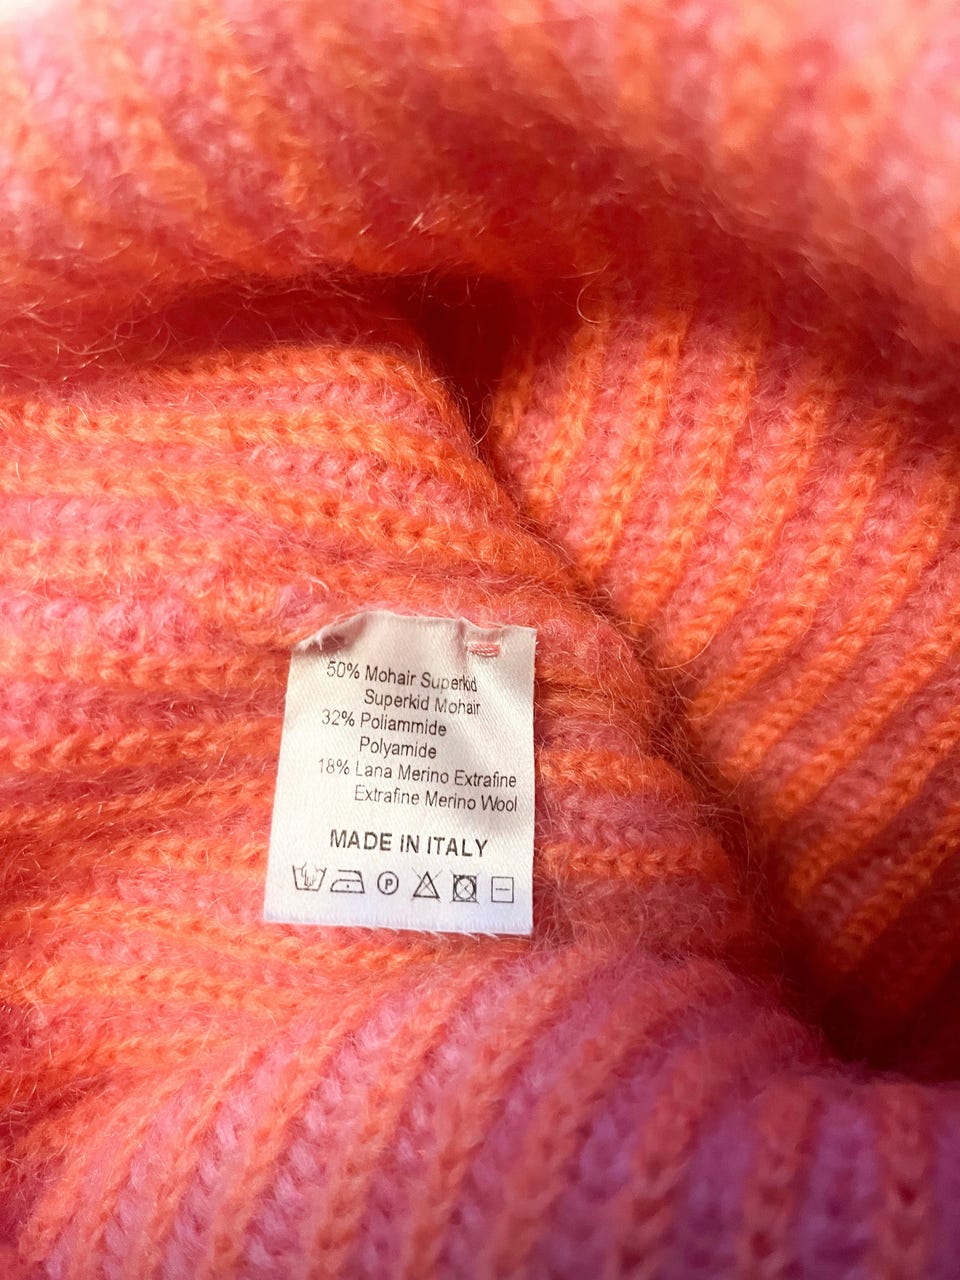 50% Mohair Superkid
Superkid Mohair
32% Poliammide
Polyamide
18% Lana Merino Extrafine
Extrafine Merino Wool
MADE IN ITALY
P